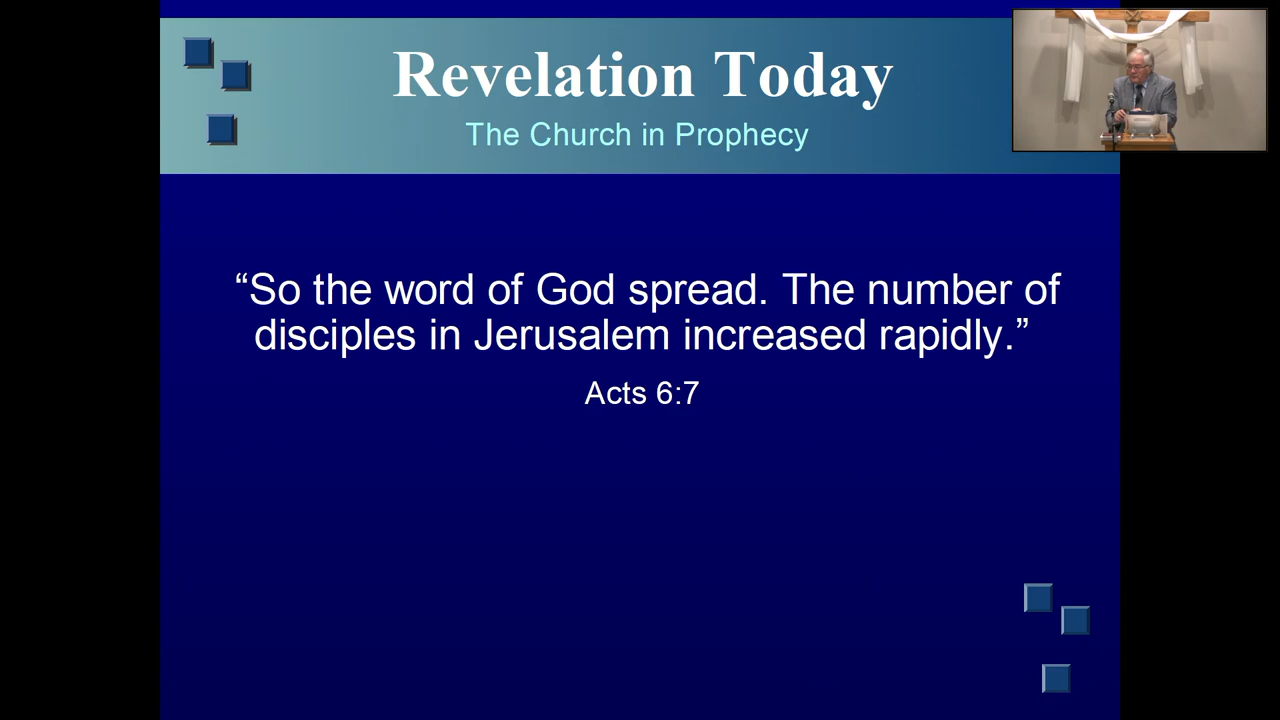 Revelation Today
The Church in Prophecy
“So the word of God spread. The number of
disciples in Jerusalem increased rapidly.”
Acts 6:7